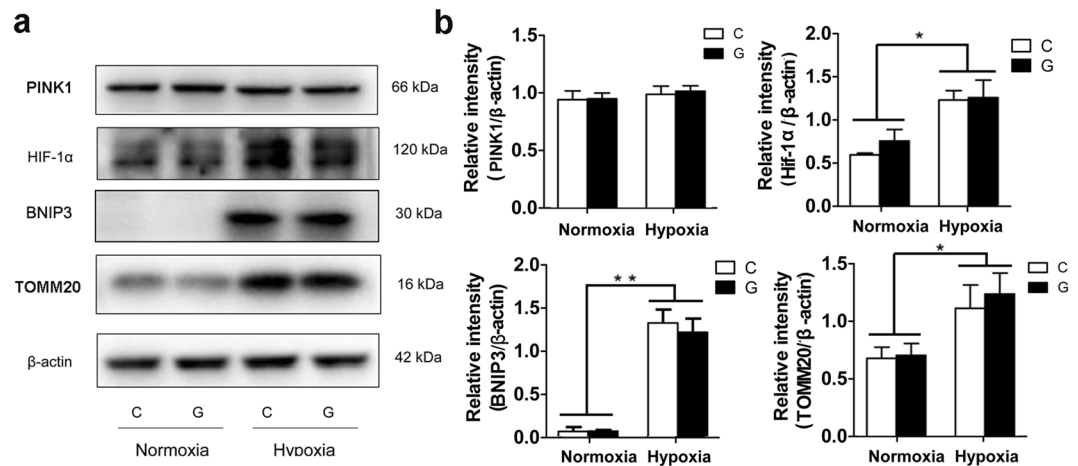 a
PINK1
66 kDa
HIF-1α
120 kDa
BNIP3
30 kDa
TOMM20
16 kDa
β-actin
42 kDa
C G C G
Normoxia Hypoxia
b
Relative intensity
(PINK1/β-actin)
1.5
1.0
0.5
0.0
Normoxia Hypoxia
C
G
Relative intensity
(Hif-1α/β-actin)
2.0
1.5
1.0
0.5
0.0
*
Normoxia Hypoxia
C
G
Relative intensity
(BNIP3/β-actin)
2.0
1.5
1.0
0.5
0.0
* *
Normoxia Hypoxia
C
G
Relative intensity
(TOMM20/β-actin)
1.5
1.0
0.5
0.0
*
Normoxia Hypoxia
C
G